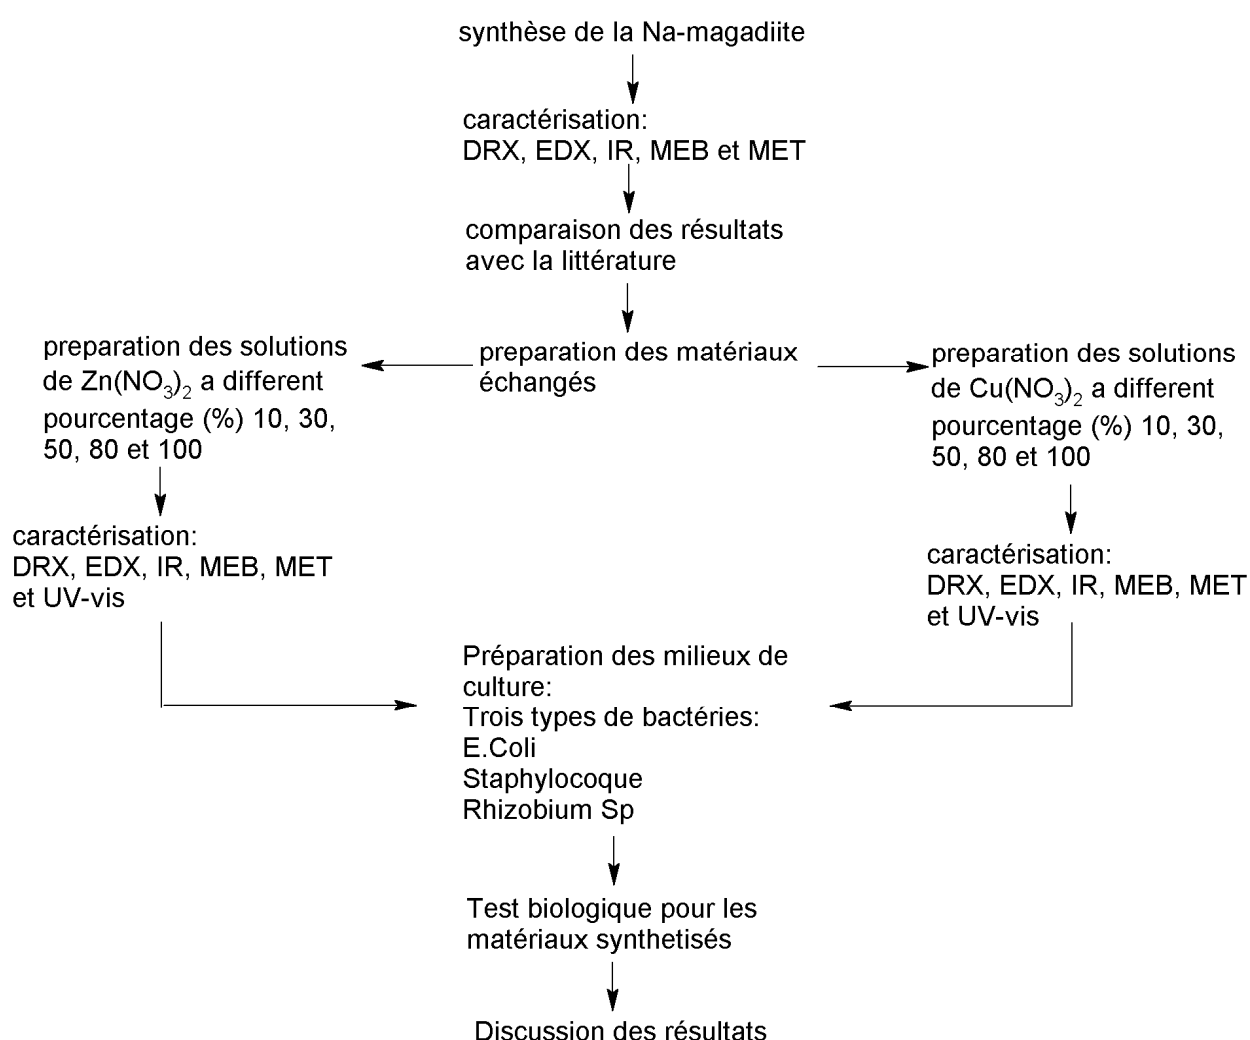 synthèse de la Na-magadiite
caractérisation:
DRX, EDX, IR, MEB et MET
comparaison des résultats
avec la littérature
preparation des matériaux
échangés
preparation des solutions
de Zn(NO3)2 a different
pourcentage (%) 10, 30,
50, 80 et 100
preparation des solutions
de Cu(NO3)2 a different
pourcentage (%) 10, 30,
50, 80 et 100
caractérisation:
DRX, EDX, IR, MEB, MET
et UV-vis
caractérisation:
DRX, EDX, IR, MEB, MET
et UV-vis
Préparation des milieux de
culture:
Trois types de bactéries:
E.Coli
Staphylocoque
Rhizobium Sp
Test biologique pour les
matériaux synthetisés
Discussion des résultats